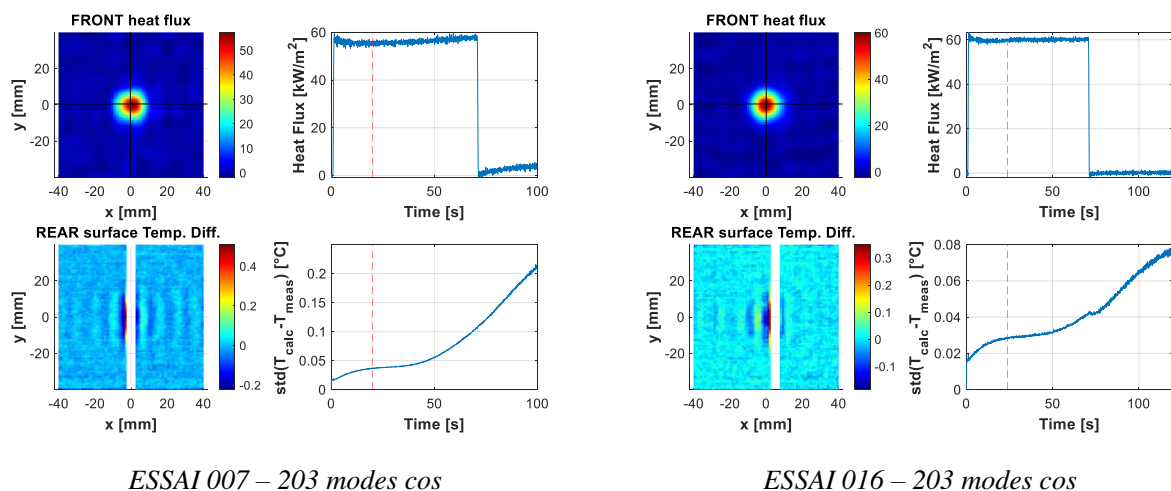 FRONT heat flux
40
20
0
-20
y [mm]
-40 -20 0 20 40
x [mm]
50
40
30
20
10
0
60
40
20
0
Heat Flux [kW/m²]
0 50 100
Time [s]
REAR surface Temp. Diff.
20
0
-20
y [mm]
-40 -20 0 20 40
x [mm]
0.4
0.2
0
-0.2
0.2
0.15
0.1
0.05
0
std(T_calc-T_meas) [°C]
0 50 100
Time [s]
ESSAI 007 – 203 modes cos
FRONT heat flux
20
0
-20
y [mm]
-40 -20 0 20 40
x [mm]
60
40
20
0
60
40
20
0
Heat Flux [kW/m²]
0 50 100
Time [s]
REAR surface Temp. Diff.
20
0
-20
y [mm]
-40 -20 0 20 40
x [mm]
0.3
0.2
0.1
0
-0.1
0.08
0.06
0.04
0.02
0
std(T_calc-T_meas) [°C]
0 50 100
Time [s]
ESSAI 016 – 203 modes cos